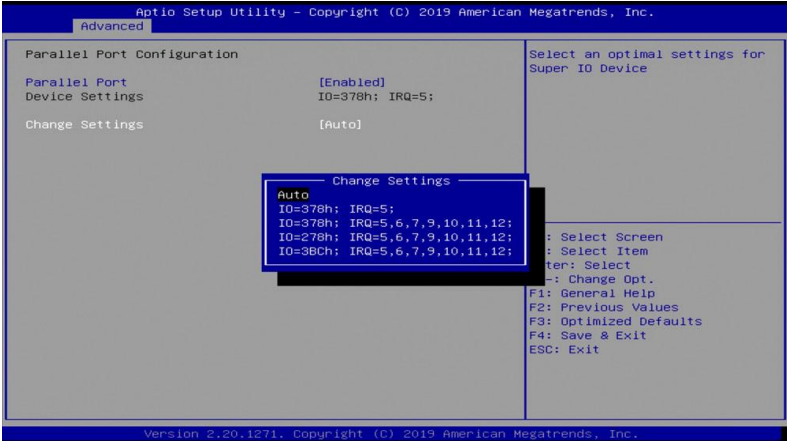 Aptio Setup Utility – Copyright (C) 2019 American Megatrends, Inc.
Advanced
Parallel Port Configuration
Parallel Port [Enabled]
Device Settings IO=378h; IRQ=5;
Change Settings [Auto]
Select an optimal settings for
Super IO Device
Change Settings
Auto
IO=378h; IRQ=5;
IO=378h; IRQ=5,6,7,9,10,11,12;
IO=278h; IRQ=5,6,7,9,10,11,12;
IO=3BCh; IRQ=5,6,7,9,10,11,12;
: Select Screen
: Select Item
ter: Select
–: Change Opt.
F1: General Help
F2: Previous Values
F3: Optimized Defaults
F4: Save & Exit
ESC: Exit
Version 2.20.1271. Copyright (C) 2019 American Megatrends, Inc.